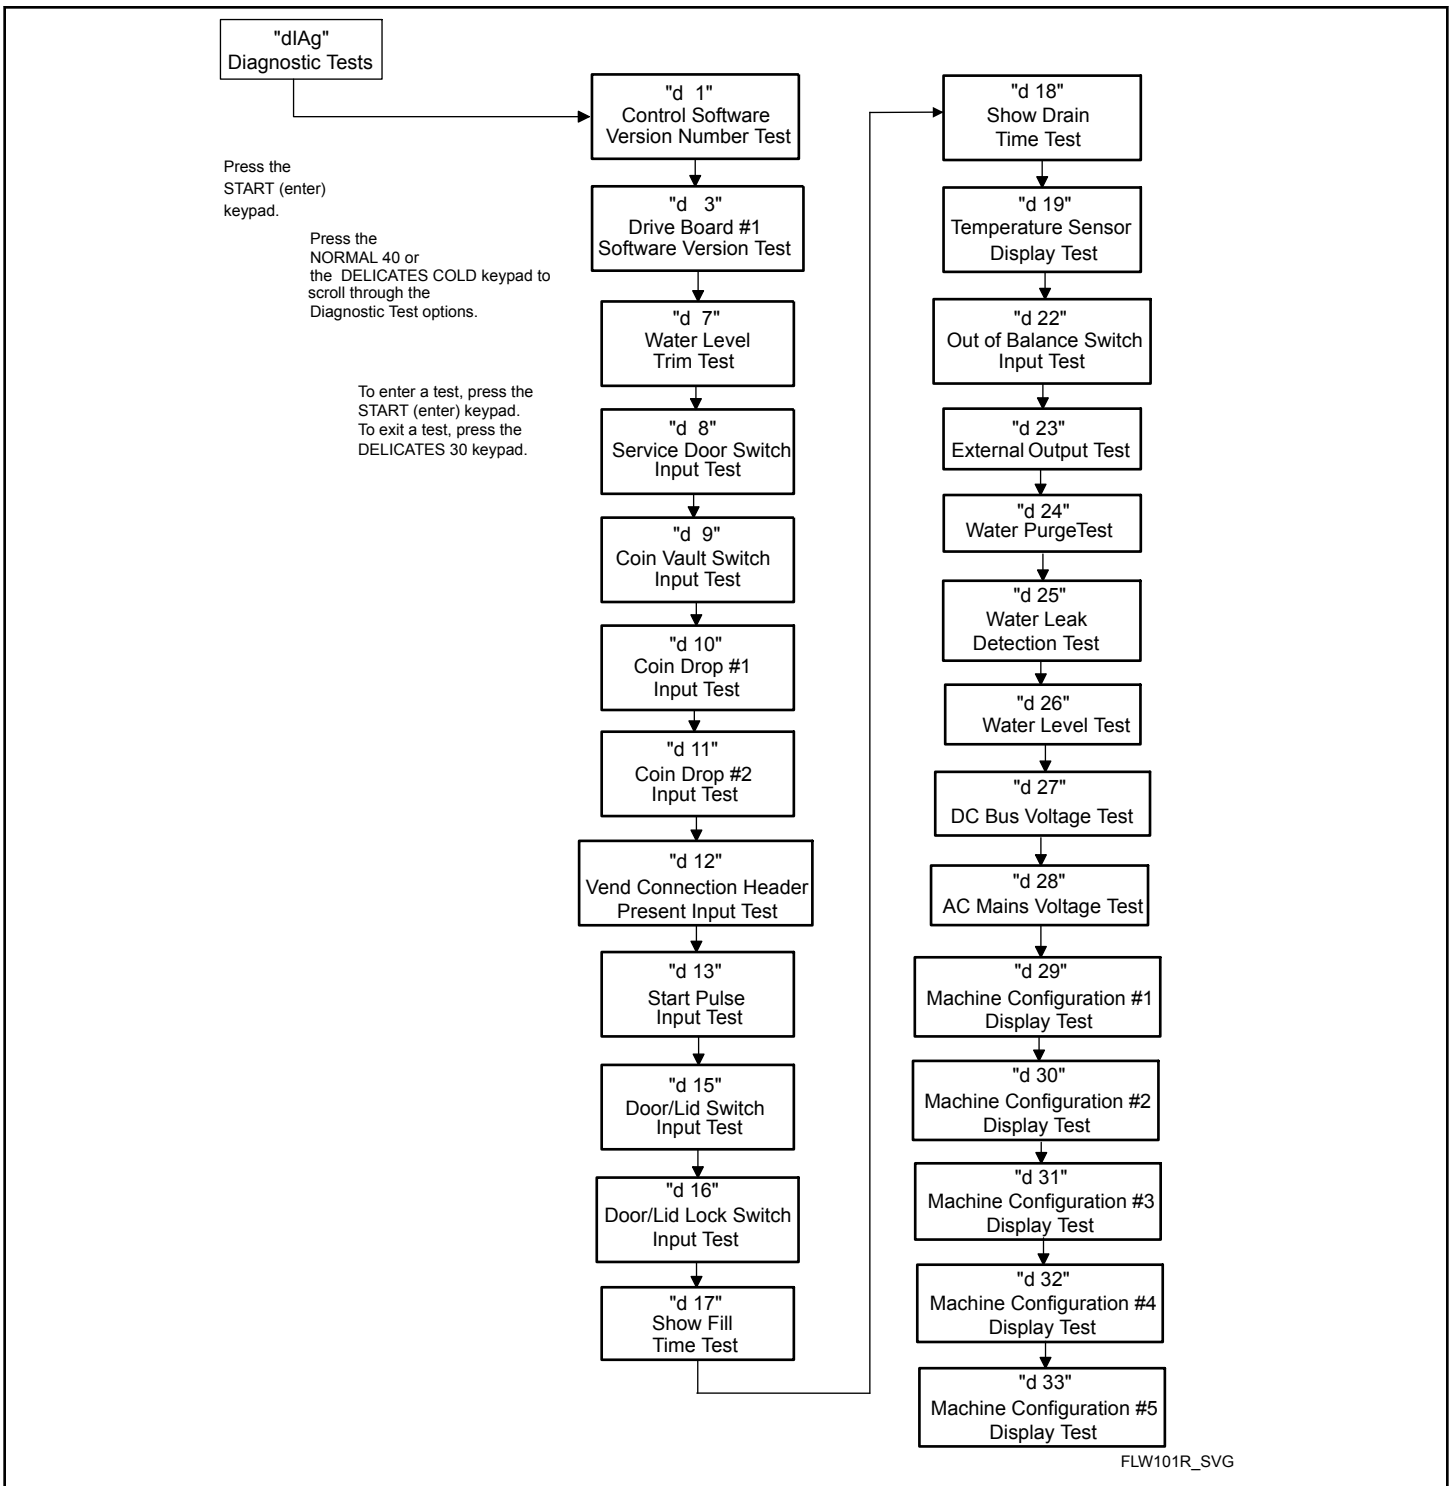 "dIAg"
Diagnostic Tests
Press the
START (enter)
keypad.
Press the
NORMAL 40 or
the DELICATES COLD keypad to
scroll through the
Diagnostic Test options.
To enter a test, press the
START (enter) keypad.
To exit a test, press the
DELICATES 30 keypad.
"d 1"
Control Software
Version Number Test
"d 3"
Drive Board #1
Software Version Test
"d 7"
Water Level
Trim Test
"d 8"
Service Door Switch
Input Test
"d 9"
Coin Vault Switch
Input Test
"d 10"
Coin Drop #1
Input Test
"d 11"
Coin Drop #2
Input Test
"d 12"
Vend Connection Header
Present Input Test
"d 13"
Start Pulse
Input Test
"d 15"
Door/Lid Switch
Input Test
"d 16"
Door/Lid Lock Switch
Input Test
"d 17"
Show Fill
Time Test
"d 18"
Show Drain
Time Test
"d 19"
Temperature Sensor
Display Test
"d 22"
Out of Balance Switch
Input Test
"d 23"
External Output Test
"d 24"
Water PurgeTest
"d 25"
Water Leak
Detection Test
"d 26"
Water Level Test
"d 27"
DC Bus Voltage Test
"d 28"
AC Mains Voltage Test
"d 29"
Machine Configuration #1
Display Test
"d 30"
Machine Configuration #2
Display Test
"d 31"
Machine Configuration #3
Display Test
"d 32"
Machine Configuration #4
Display Test
"d 33"
Machine Configuration #5
Display Test
FLW101R_SVG